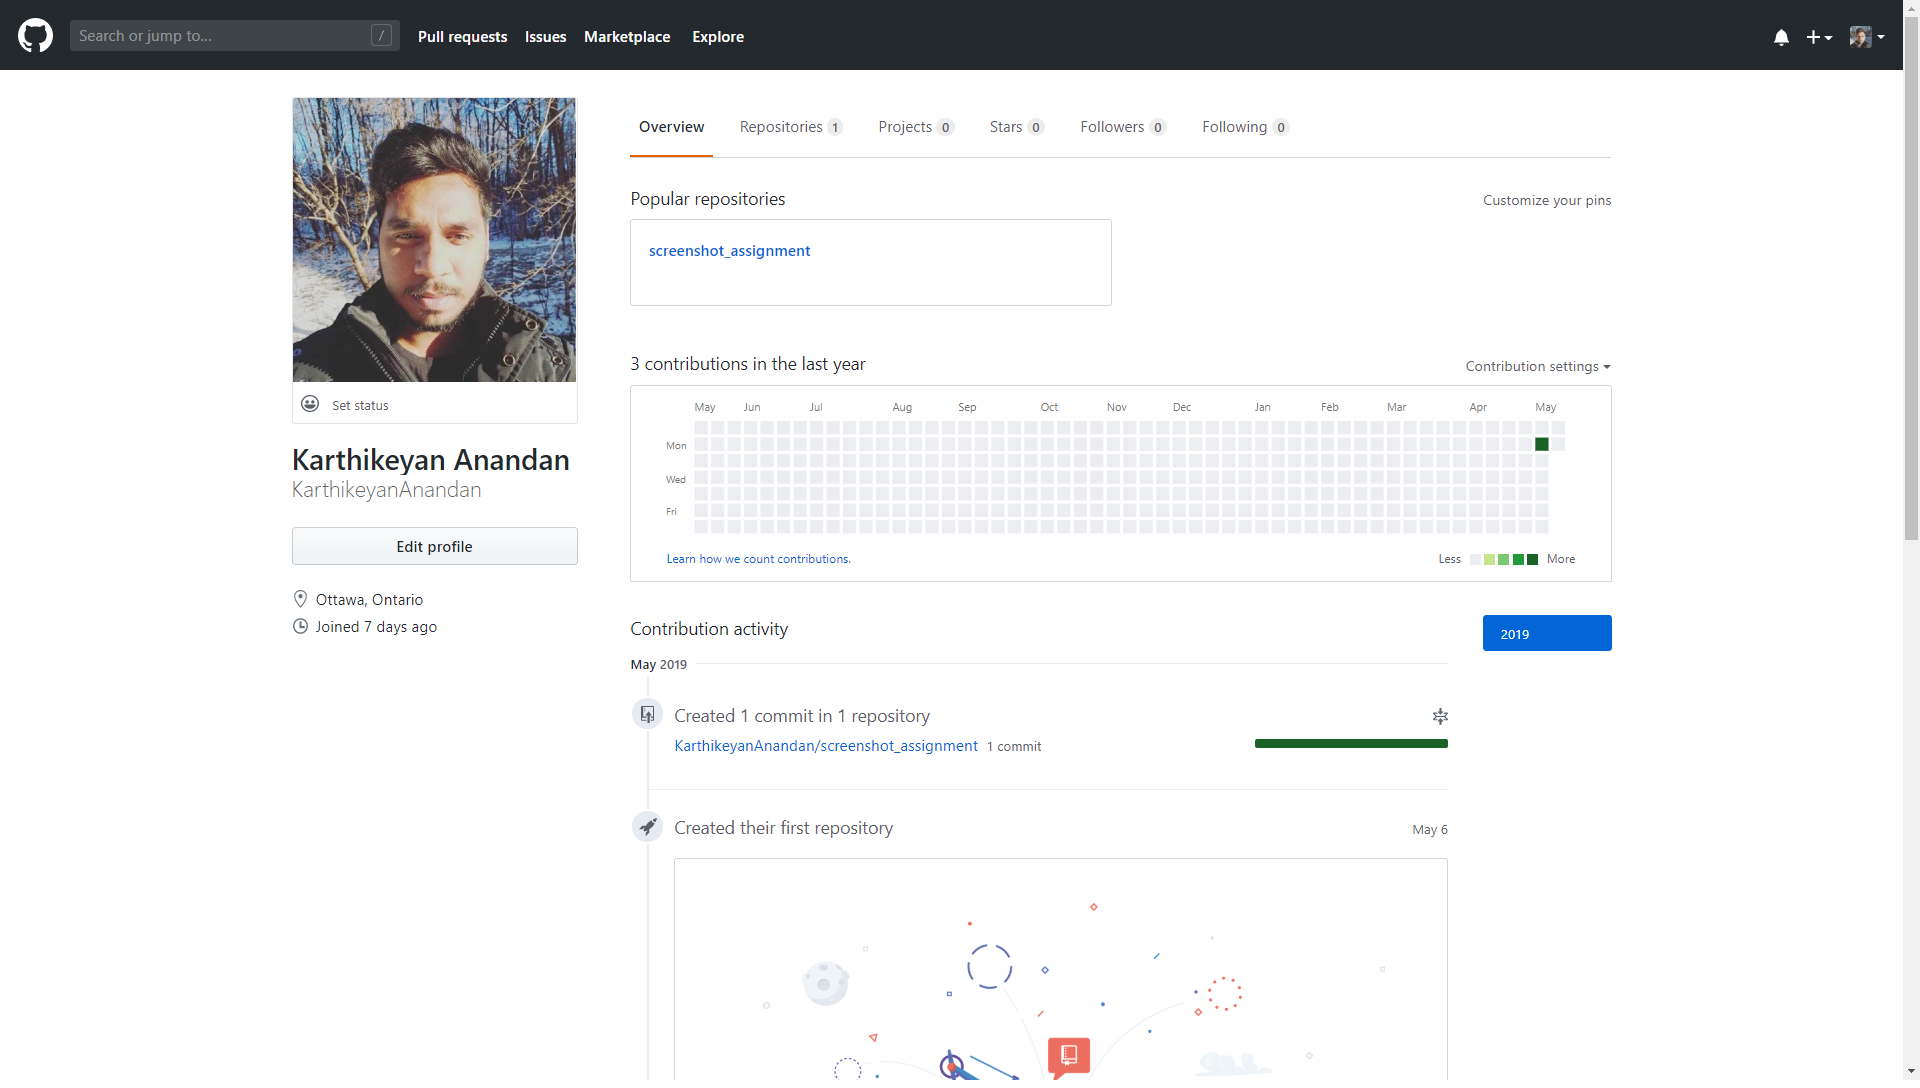 Search or jump to...
/
Pull requests
Issues
Marketplace
Explore
Set status
Karthikeyan Anandan
KarthikeyanAnandan
Edit profile
Ottawa, Ontario
Joined 7 days ago
Overview
Repositories 1
Projects 0
Stars 0
Followers 0
Following 0
Popular repositories
Customize your pins
screenshot_assignment
3 contributions in the last year
Contribution settings
May Jun Jul Aug Sep Oct Nov Dec Jan Feb Mar Apr May
Mon
Wed
Fri
Learn how we count contributions.
Less
More
Contribution activity
2019
May 2019
Created 1 commit in 1 repository
KarthikeyanAnandan/screenshot_assignment 1 commit
Created their first repository
May 6